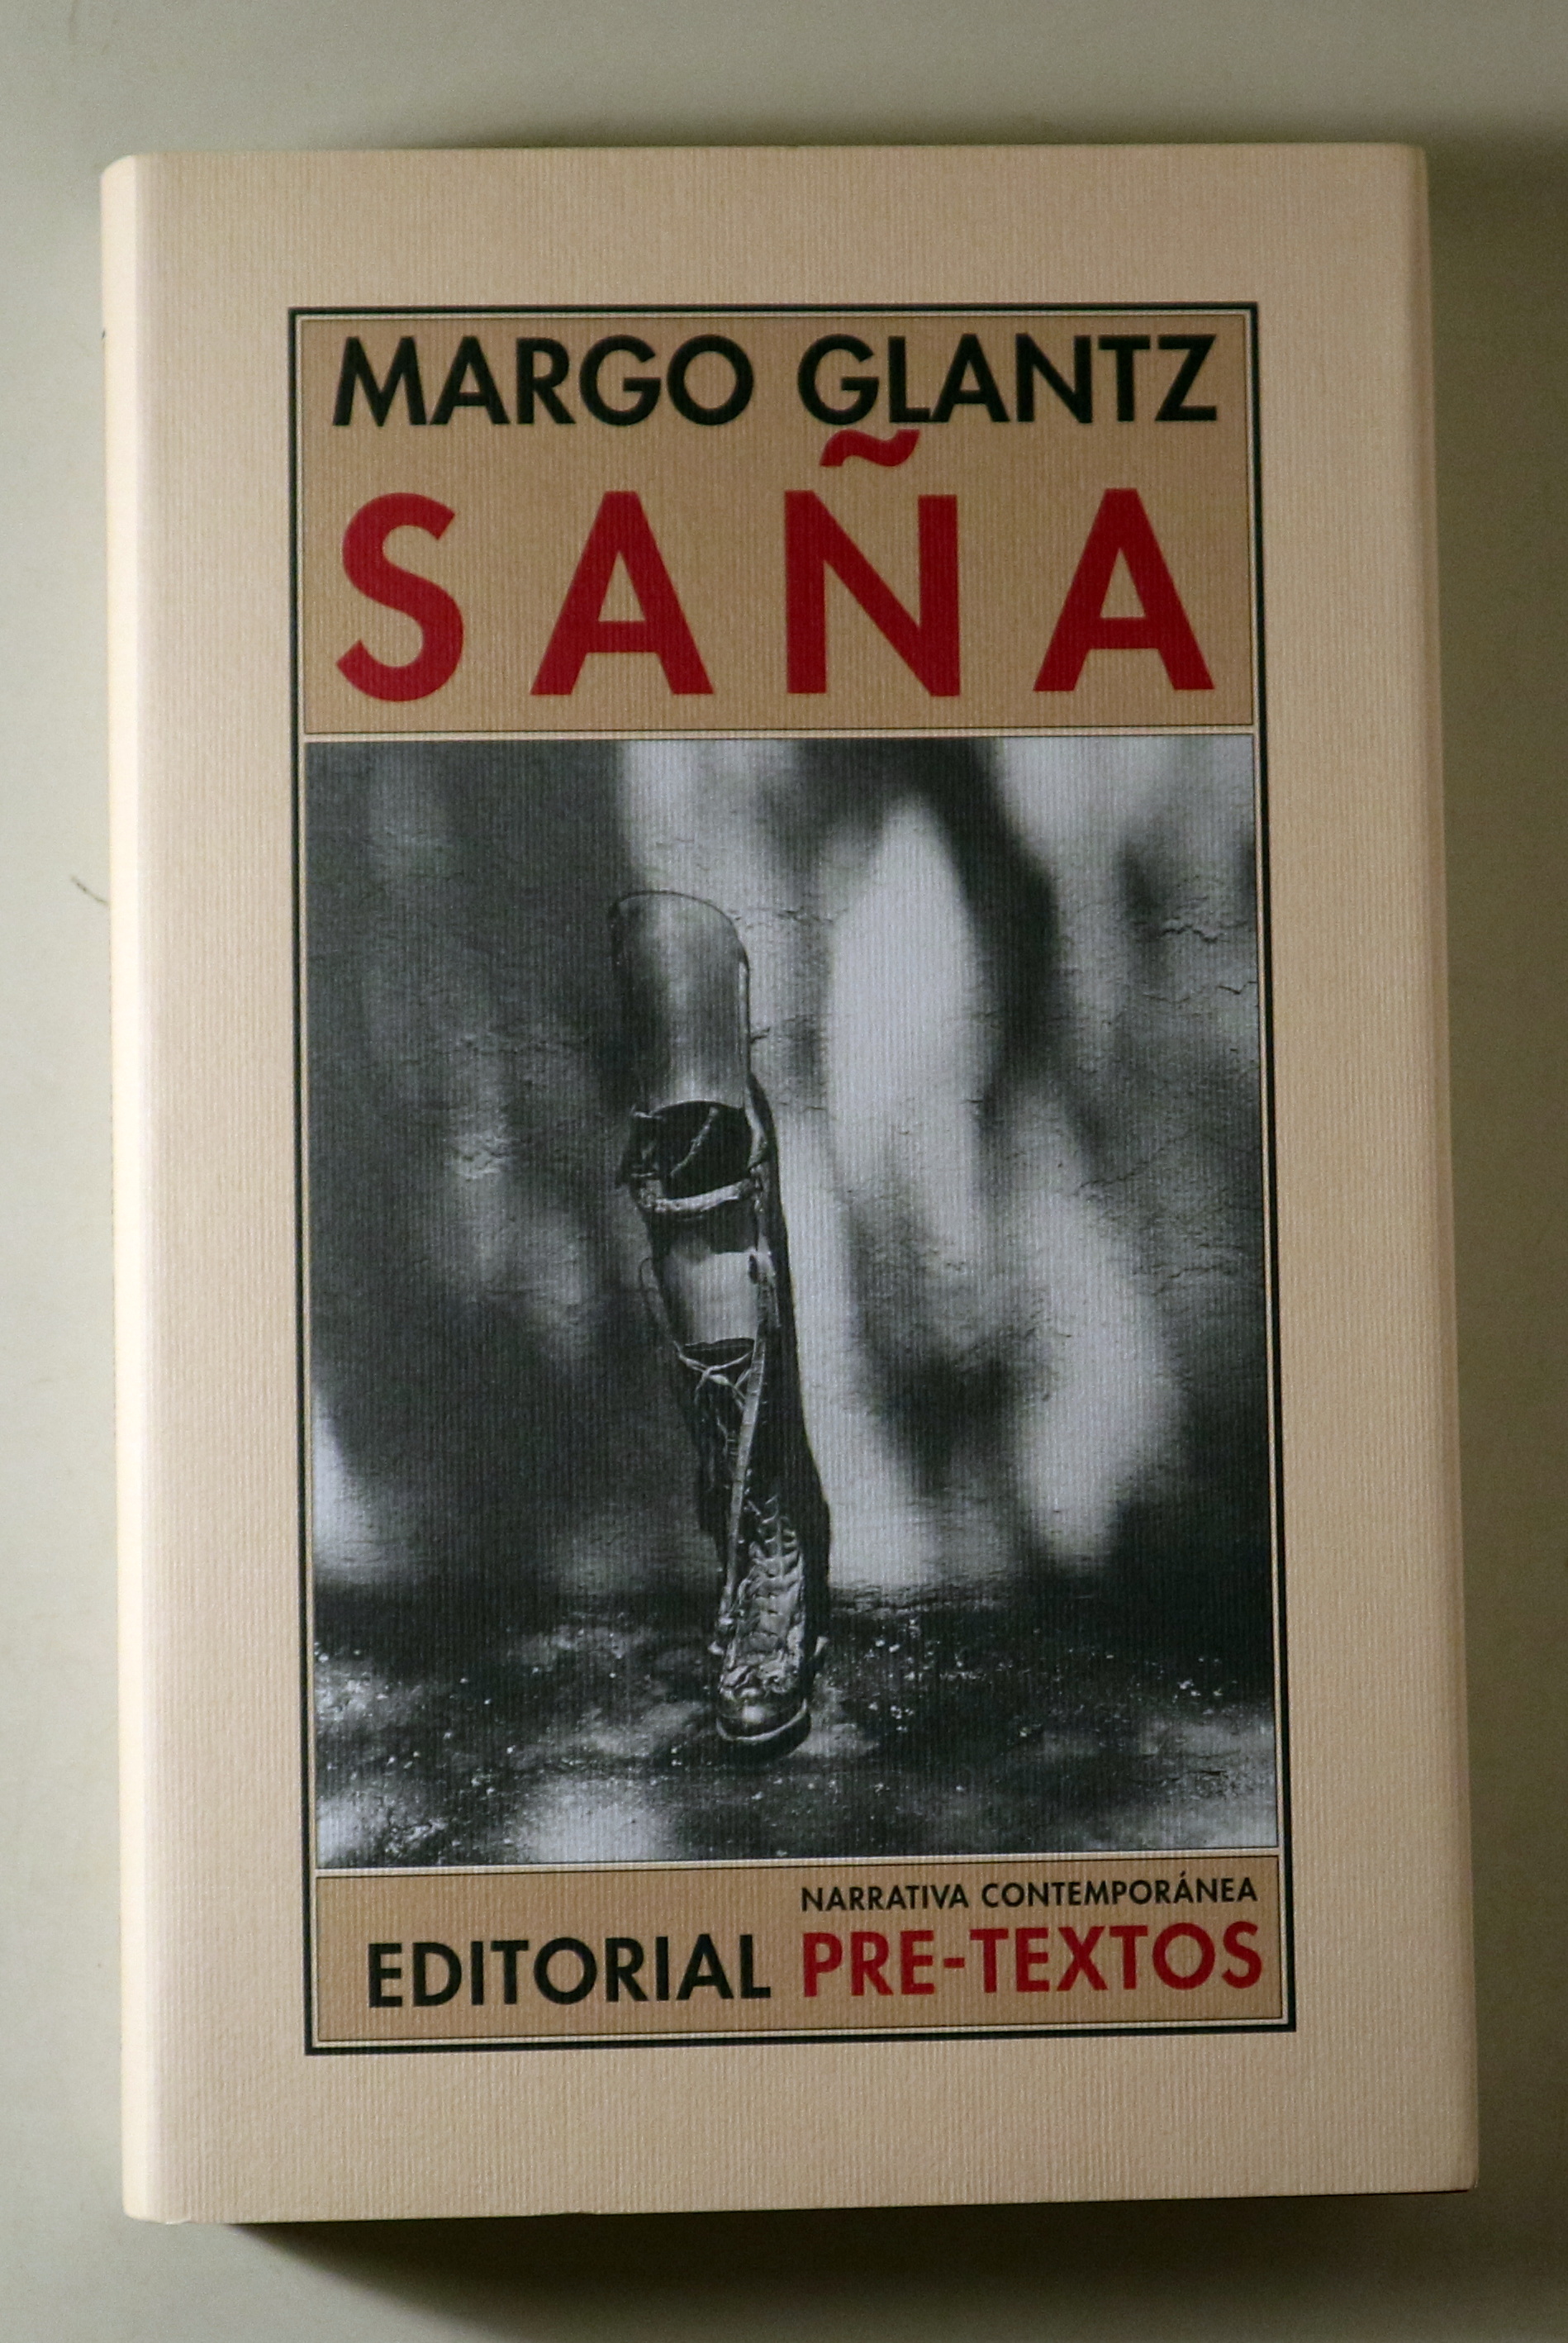 MARGO GLANTZ
SAÑA
NARRATIVA CONTEMPORÁNEA
EDITORIAL PRE-TEXTOS